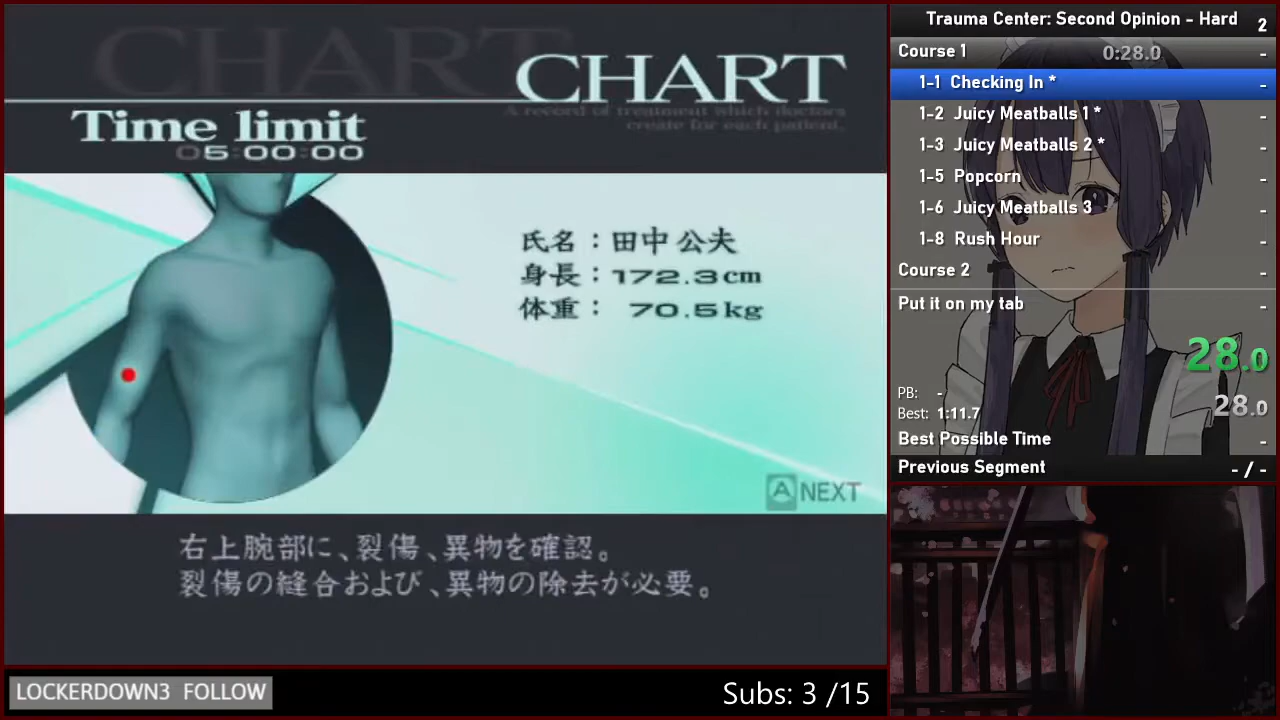 CHART
CHART
A record of treatment which doctors
create for each patient.
Time limit
05:00:00
氏名：田中 公夫
身長：172.3cm
体重： 70.5kg
A NEXT
右上腕部に、裂傷、異物を確認。
裂傷の縫合および、異物の除去が必要。
LOCKERDOWN3 FOLLOW
Subs: 3 /15
Trauma Center: Second Opinion - Hard 2
Course 1 0:28.0 -
1-1 Checking In * -
1-2 Juicy Meatballs 1 * -
1-3 Juicy Meatballs 2 * -
1-5 Popcorn -
1-6 Juicy Meatballs 3 -
1-8 Rush Hour -
Course 2 -
Put it on my tab -
28.0
PB: -
28.0
Best: 1:11.7
Best Possible Time -
Previous Segment - / -